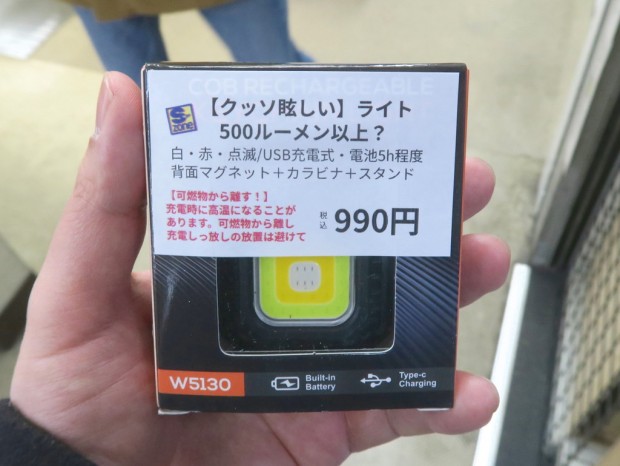 COB RECHARGEABLE
S-
zone
【クッソ眩しい】ライト
500ルーメン以上？
白・赤・点滅/USB充電式・電池5h程度
背面マグネット＋カラビナ＋スタンド
【可燃物から離す！】
充電時に高温になることが
あります。可燃物から離し
充電しっ放しの放置は避けて
税込 990円
W5130
Built-in
Battery
Type-c
Charging